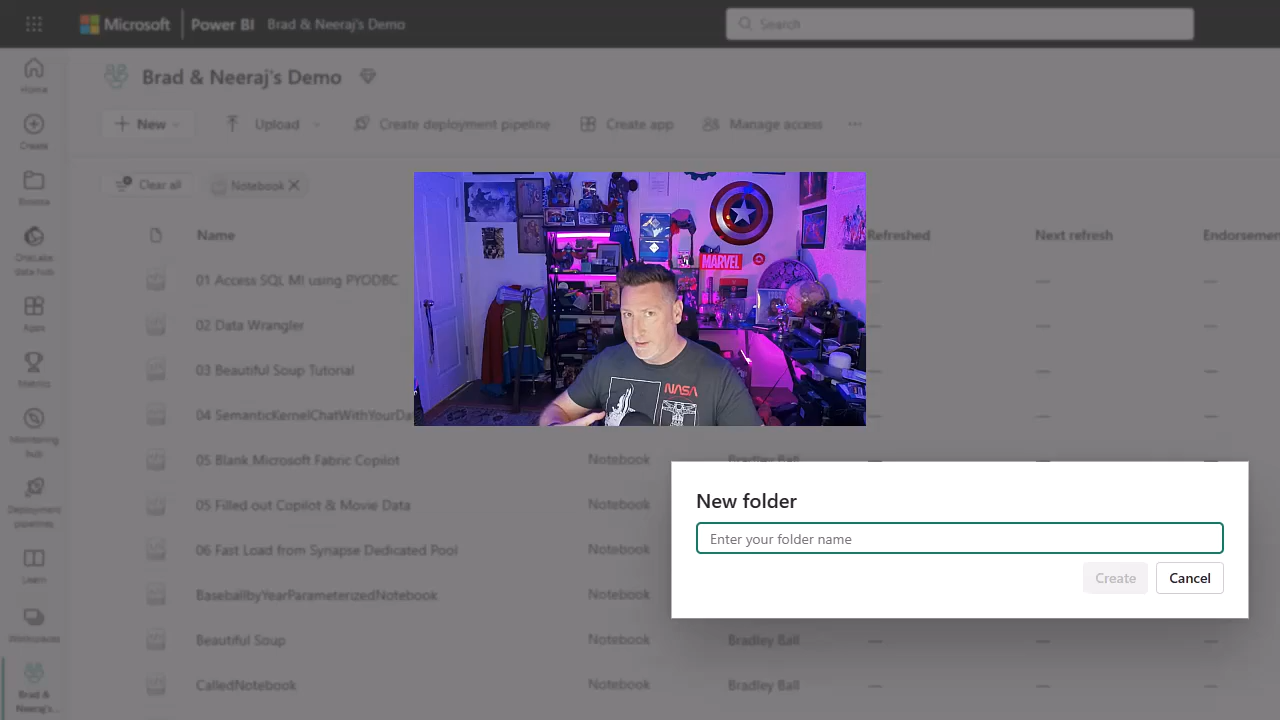 Microsoft Power BI Brad & Neeraj's Demo Search
Home
Create
Browse
OneLake data hub
Apps
Metrics
Monitoring hub
Deployment pipelines
Learn
Workspaces
Brad & Neeraj's...
Brad & Neeraj's Demo
New Upload Create deployment pipeline Create app Manage access ...
Clear all Notebook
Name Refreshed Next refresh Endorsemen
01 Access SQL MI using PYODBC — — —
02 Data Wrangler — — —
03 Beautiful Soup Tutorial — — —
04 SemanticKernelChatWithYourDa — — —
05 Blank Microsoft Fabric Copilot Notebook Bradley Ball — — —
05 Filled out Copilot & Movie Data Notebook
06 Fast Load from Synapse Dedicated Pool Notebook
BaseballbyYearParameterizedNotebook Notebook
Beautiful Soup Notebook Bradley Ball — — —
CalledNotebook Notebook Bradley Ball — — —
MARVEL
NASA
New folder
Enter your folder name
Create Cancel